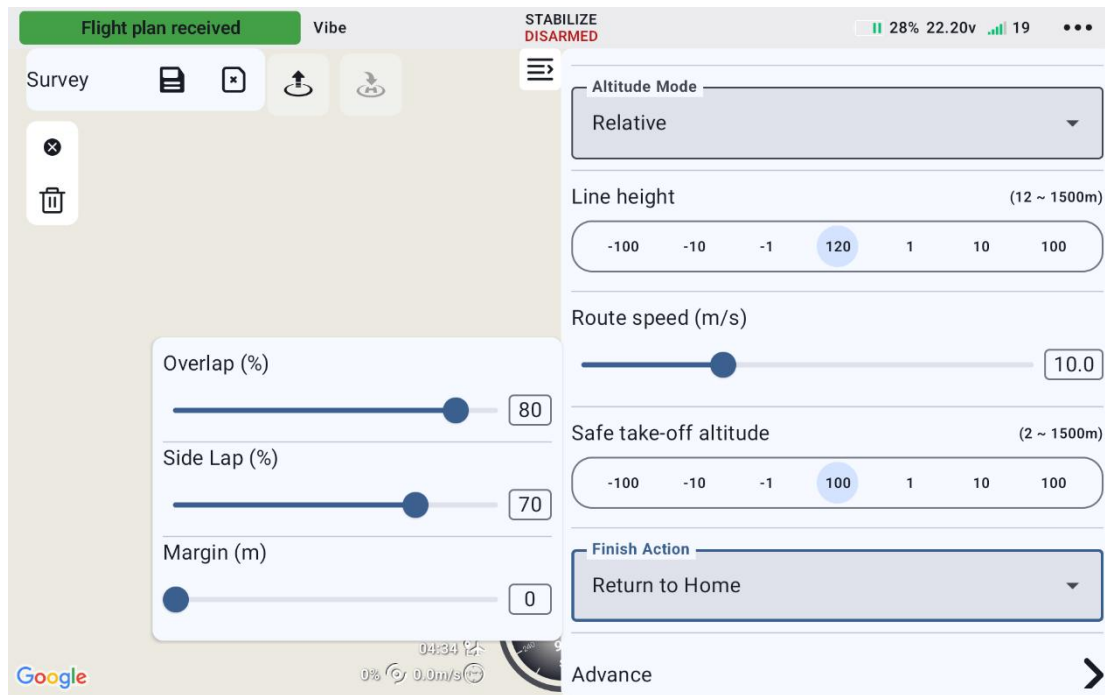 Flight plan received
Vibe
STABILIZE
DISARMED
28% 22.20v 19
Survey
Altitude Mode
Relative
Line height (12 ~ 1500m)
-100 -10 -1 120 1 10 100
Route speed (m/s)
10.0
Safe take-off altitude (2 ~ 1500m)
-100 -10 -1 100 1 10 100
Finish Action
Return to Home
Advance
Overlap (%)
80
Side Lap (%)
70
Margin (m)
0
04:34
0% 0.0m/s
Google